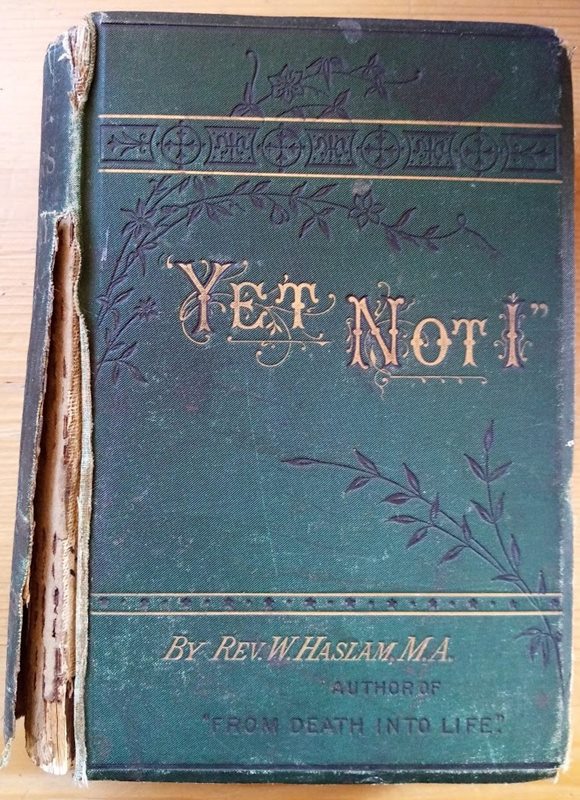 "YET NOT I"
BY REV. W. HASLAM, M.A.
AUTHOR OF
"FROM DEATH INTO LIFE".